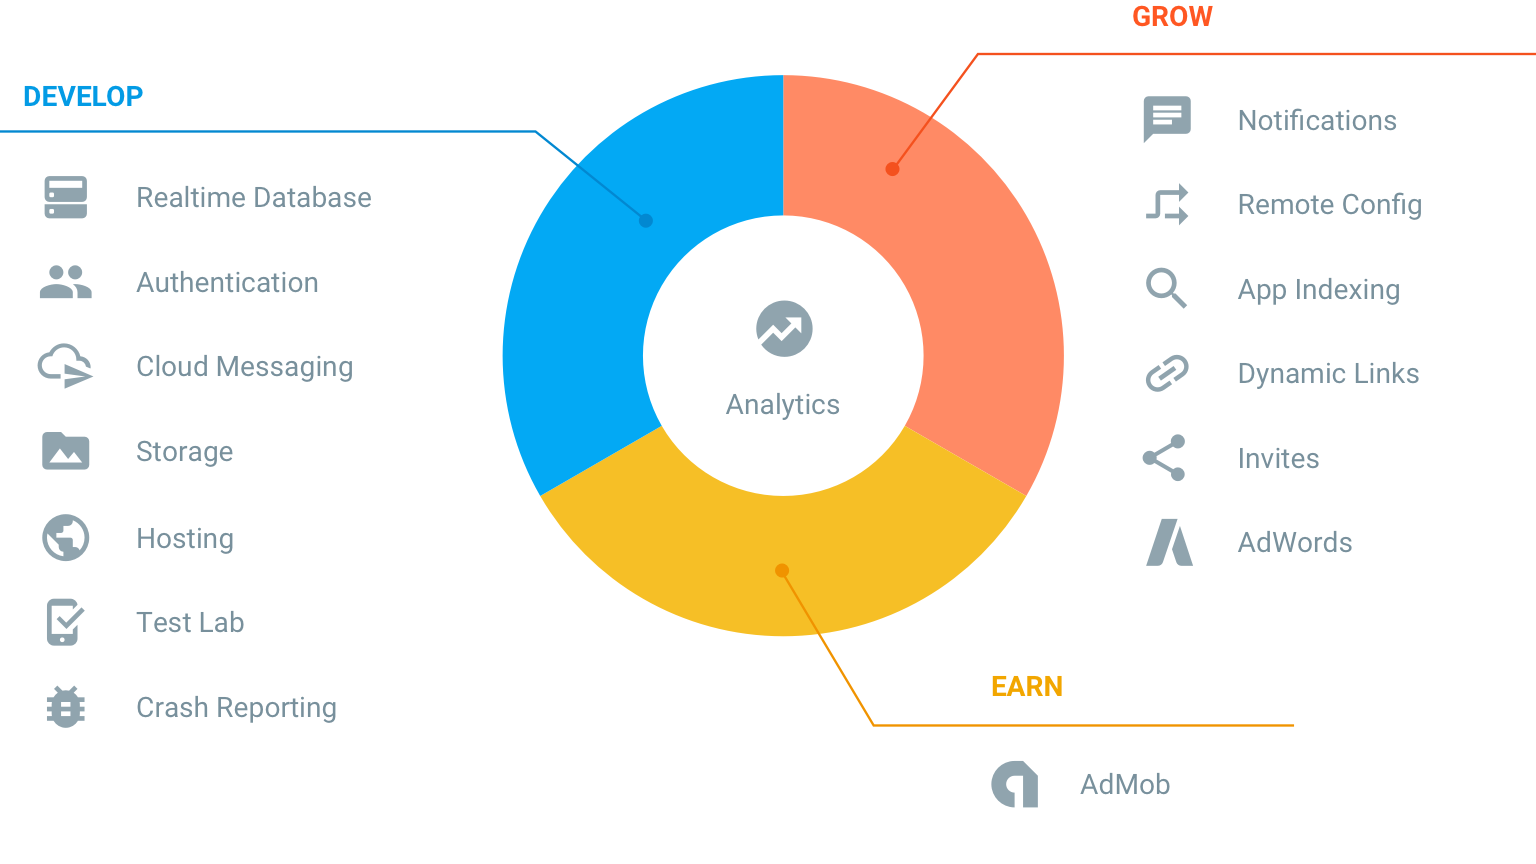 DEVELOP
Realtime Database
Authentication
Cloud Messaging
Storage
Hosting
Test Lab
Crash Reporting
Analytics
GROW
Notifications
Remote Config
App Indexing
Dynamic Links
Invites
AdWords
EARN
AdMob